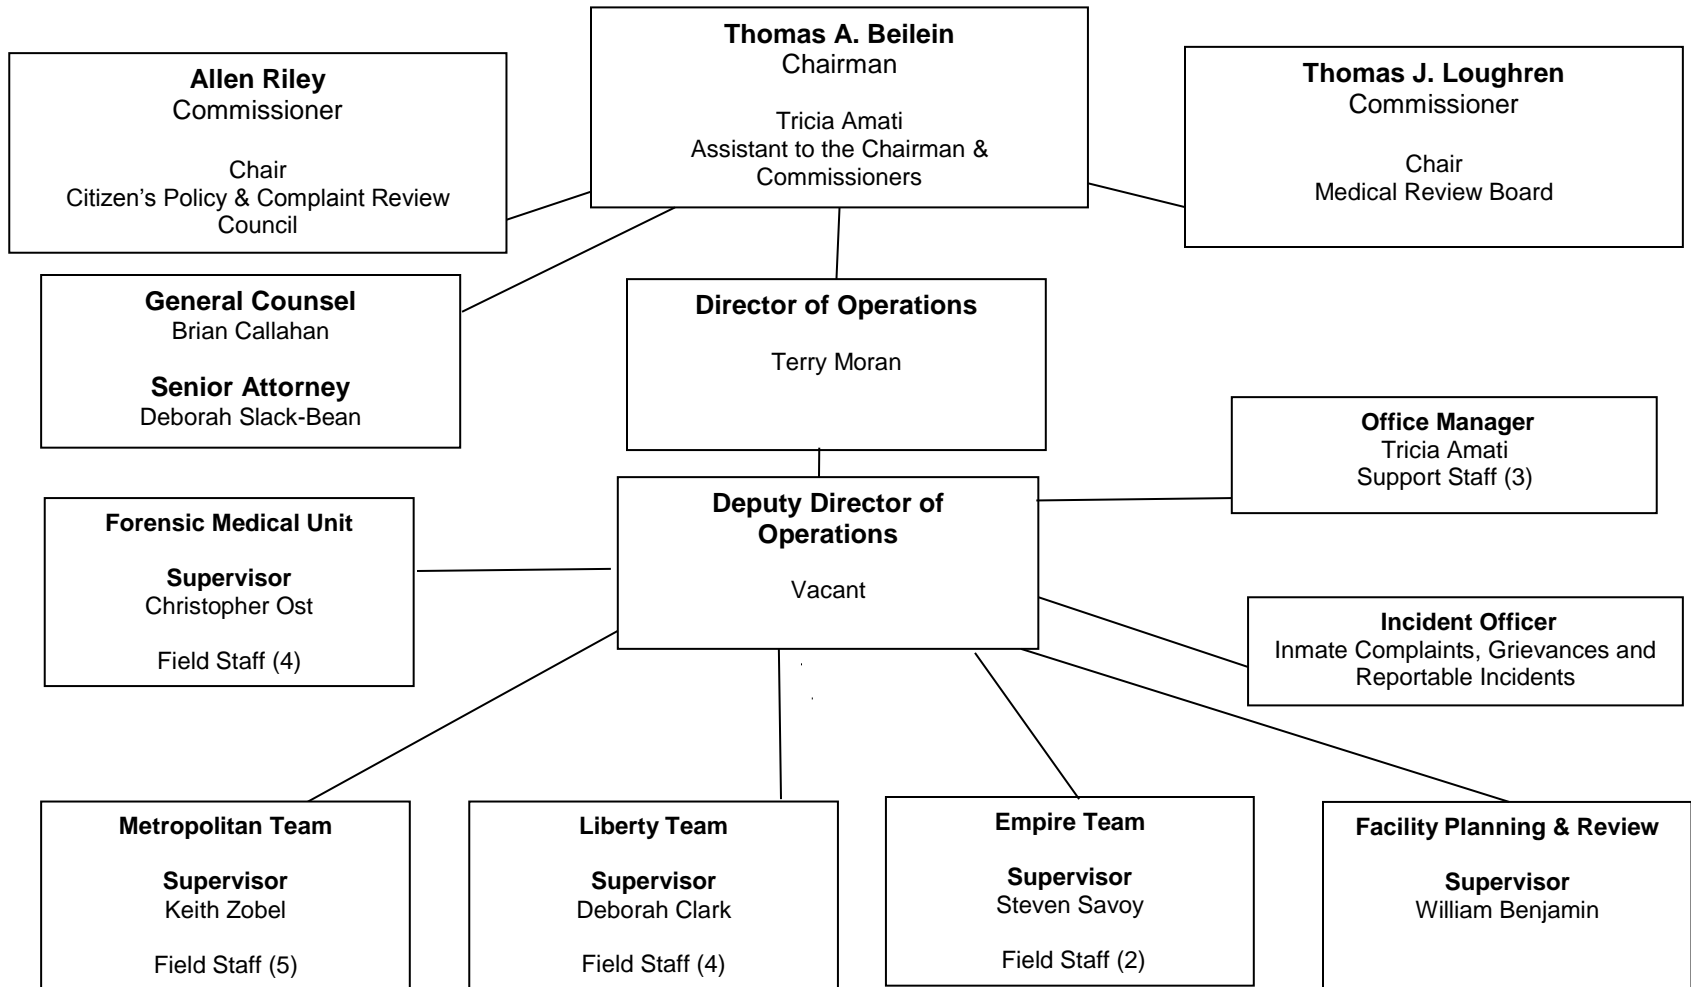 Thomas A. Beilein
Chairman
Tricia Amati
Assistant to the Chairman &
Commissioners
Allen Riley
Commissioner
Chair
Citizen’s Policy & Complaint Review
Council
Thomas J. Loughren
Commissioner
Chair
Medical Review Board
General Counsel
Brian Callahan
Senior Attorney
Deborah Slack-Bean
Director of Operations
Terry Moran
Office Manager
Tricia Amati
Support Staff (3)
Deputy Director of
Operations
Vacant
Forensic Medical Unit
Supervisor
Christopher Ost
Field Staff (4)
Incident Officer
Inmate Complaints, Grievances and
Reportable Incidents
Metropolitan Team
Supervisor
Keith Zobel
Field Staff (5)
Liberty Team
Supervisor
Deborah Clark
Field Staff (4)
Empire Team
Supervisor
Steven Savoy
Field Staff (2)
Facility Planning & Review
Supervisor
William Benjamin